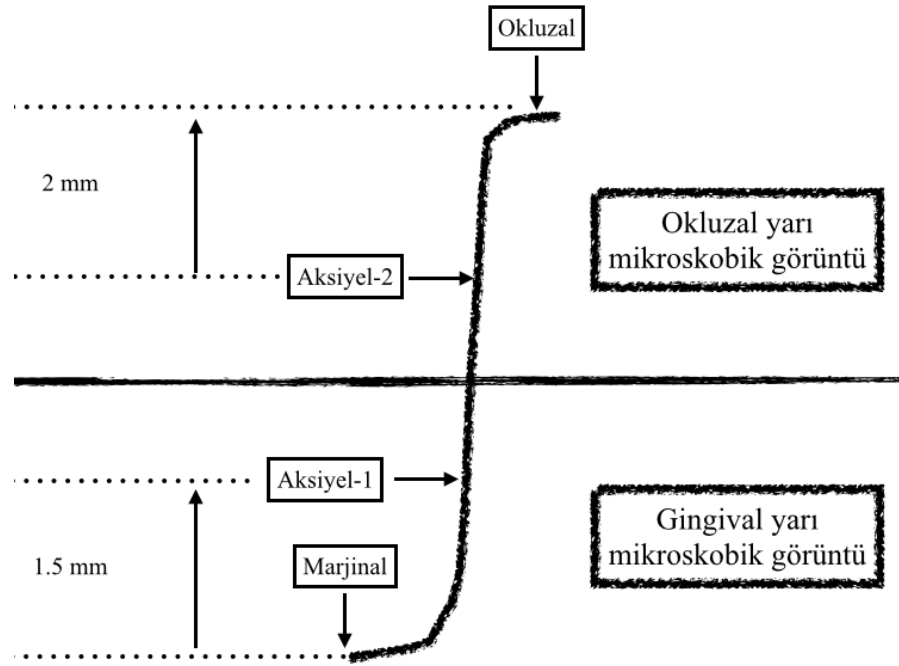 Okluzal
2 mm
Okluzal yarı
mikroskobik görüntü
Aksiyel-2
Aksiyel-1
Gingival yarı
mikroskobik görüntü
1.5 mm
Marjinal